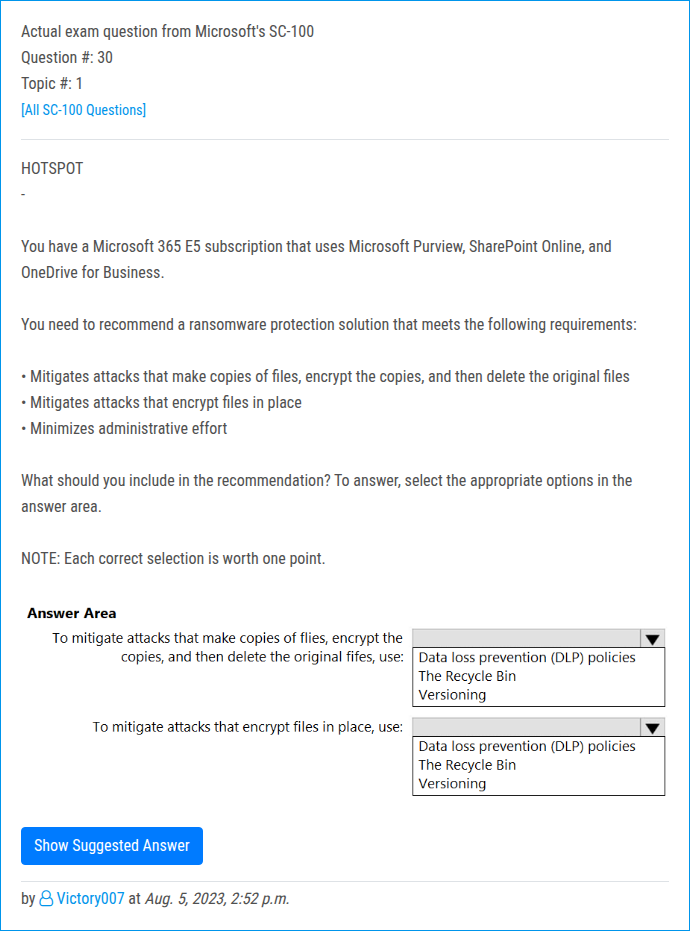 Actual exam question from Microsoft's SC-100
Question #: 30
Topic #: 1
[All SC-100 Questions]
HOTSPOT
-
You have a Microsoft 365 E5 subscription that uses Microsoft Purview, SharePoint Online, and
OneDrive for Business.
You need to recommend a ransomware protection solution that meets the following requirements:
• Mitigates attacks that make copies of files, encrypt the copies, and then delete the original files
• Mitigates attacks that encrypt files in place
• Minimizes administrative effort
What should you include in the recommendation? To answer, select the appropriate options in the
answer area.
NOTE: Each correct selection is worth one point.
Answer Area
To mitigate attacks that make copies of flies, encrypt the
copies, and then delete the original fifes, use:
Data loss prevention (DLP) policies
The Recycle Bin
Versioning
To mitigate attacks that encrypt files in place, use:
Data loss prevention (DLP) policies
The Recycle Bin
Versioning
Show Suggested Answer
by Victory007 at Aug. 5, 2023, 2:52 p.m.